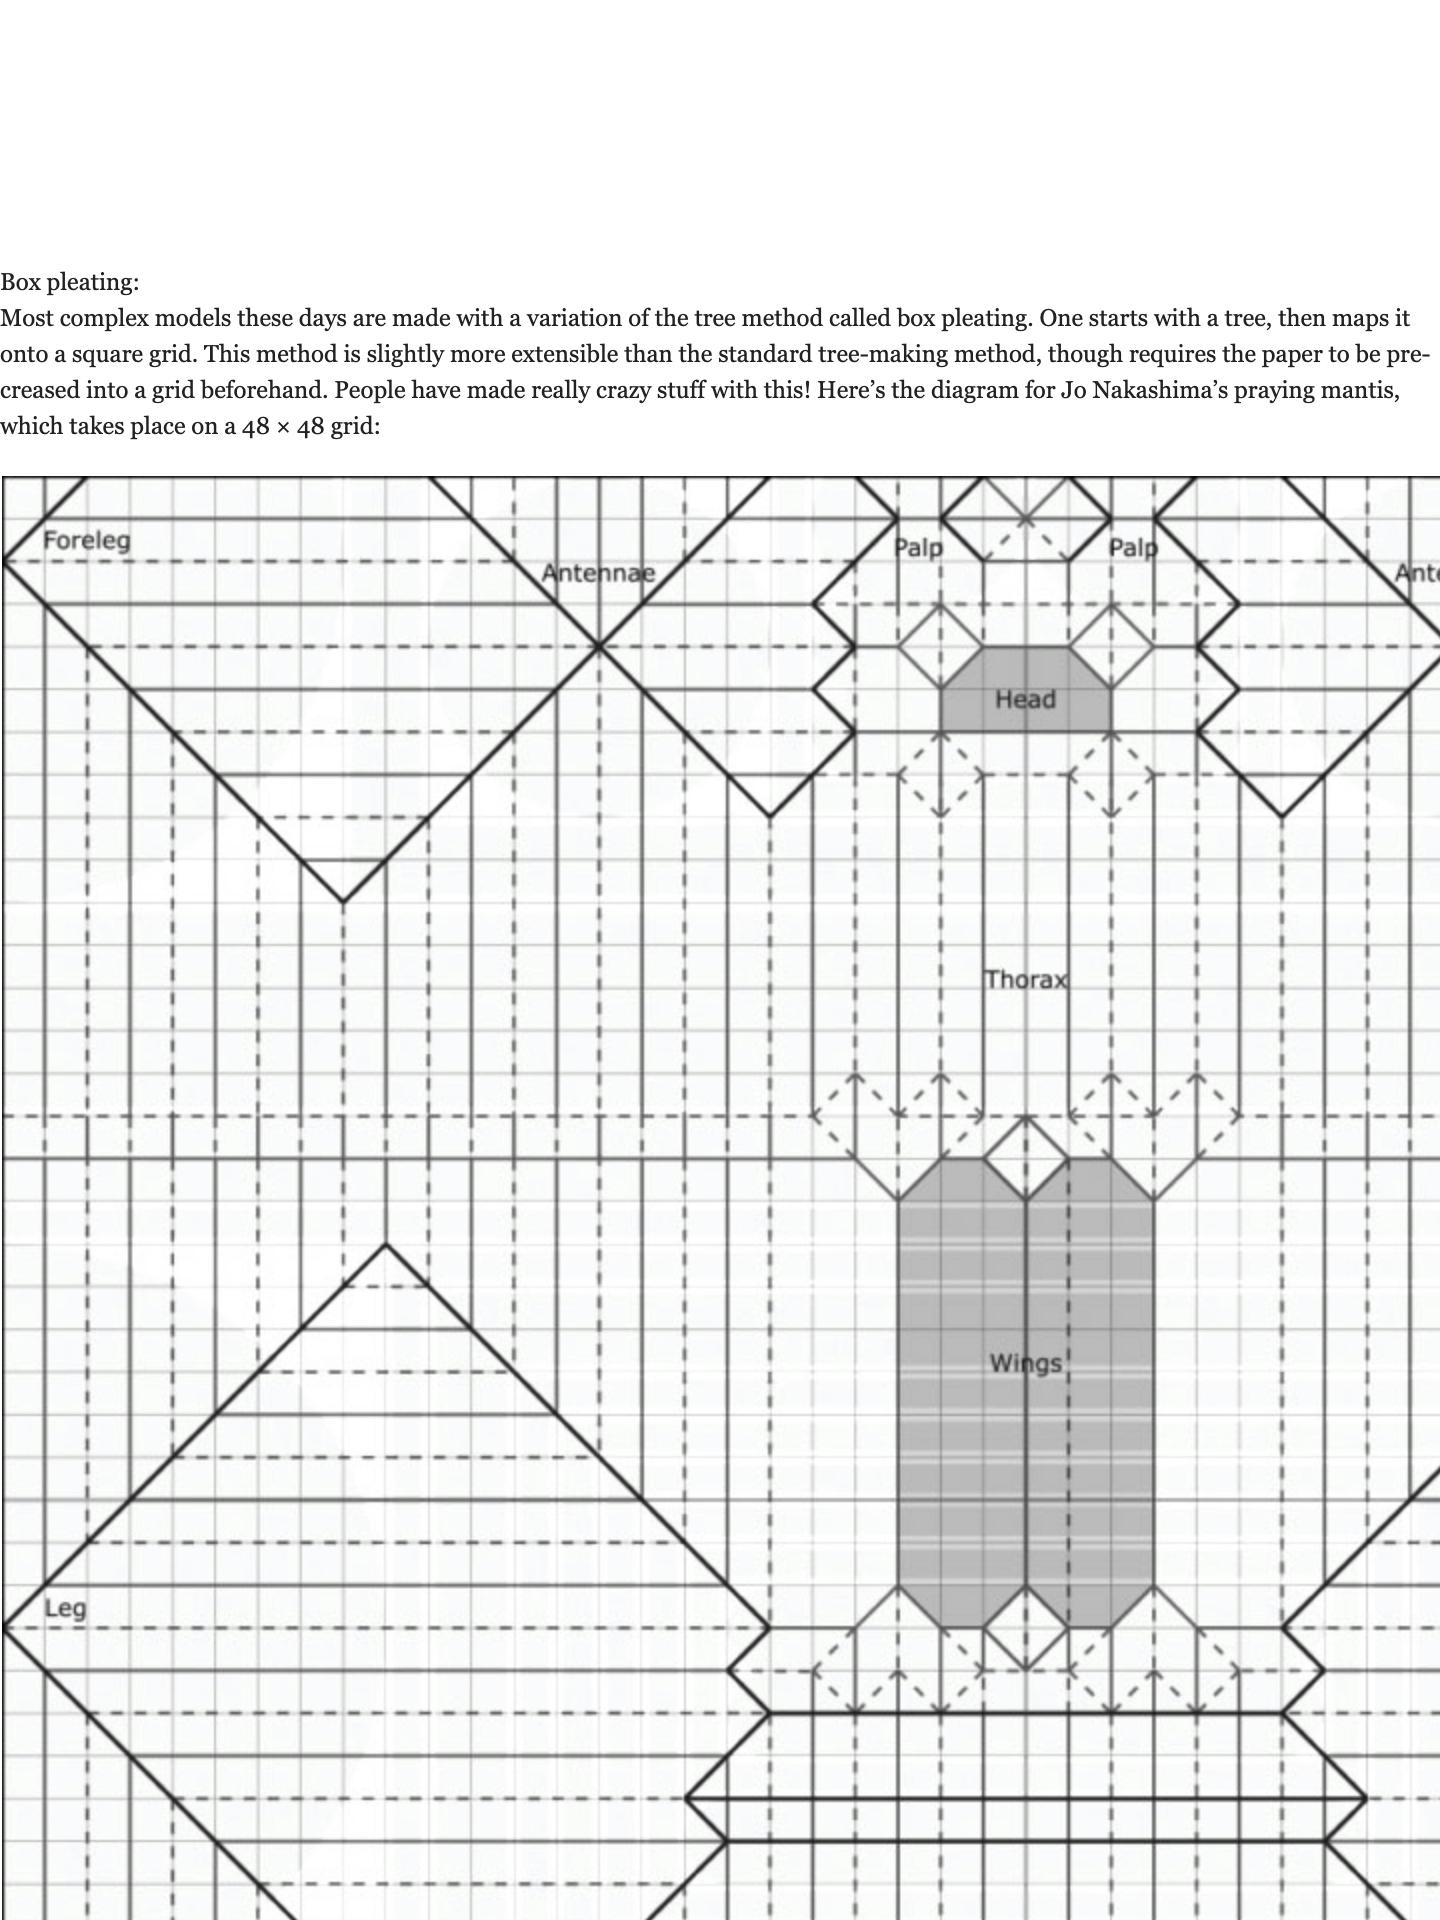 Box pleating:
Most complex models these days are made with a variation of the tree method called box pleating. One starts with a tree, then maps it
onto a square grid. This method is slightly more extensible than the standard tree-making method, though requires the paper to be pre-
creased into a grid beforehand. People have made really crazy stuff with this! Here’s the diagram for Jo Nakashima’s praying mantis,
which takes place on a 48 × 48 grid:
Foreleg
Palp
Palp
Antennae
Ante
Head
Thorax
Wings
Leg